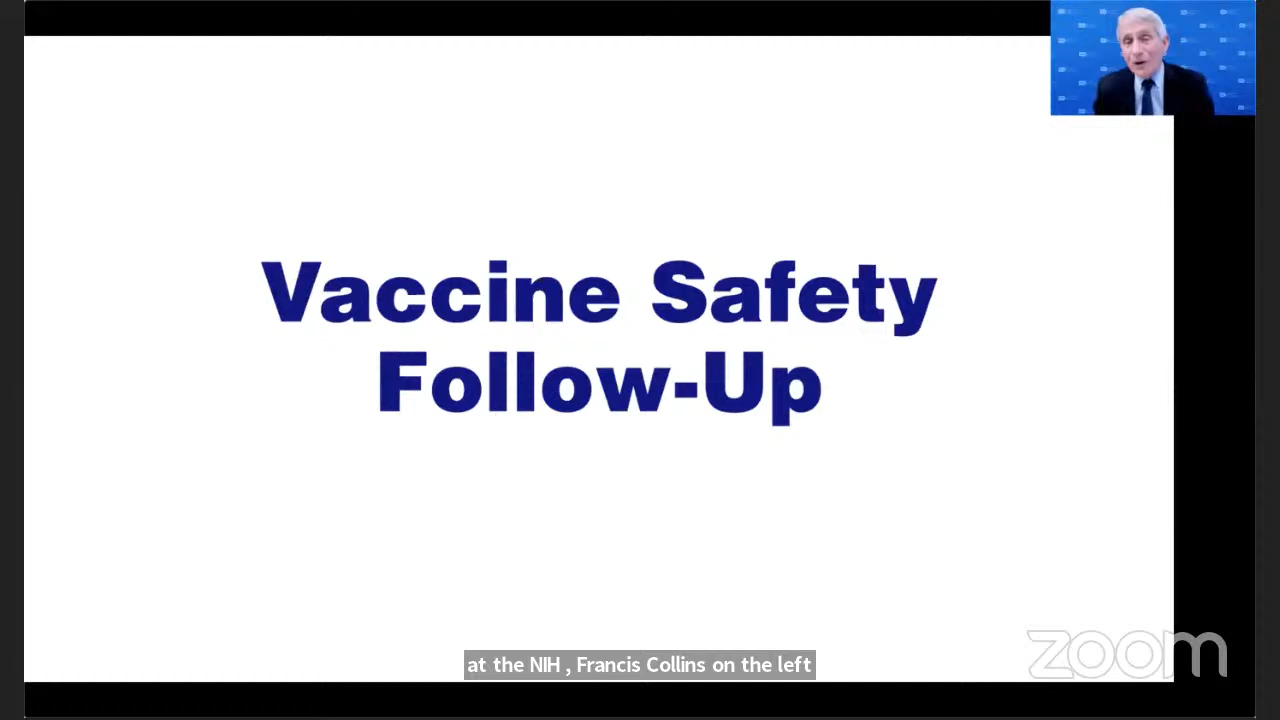 Vaccine Safety
Follow-Up
at the NIH , Francis Collins on the left
zoom